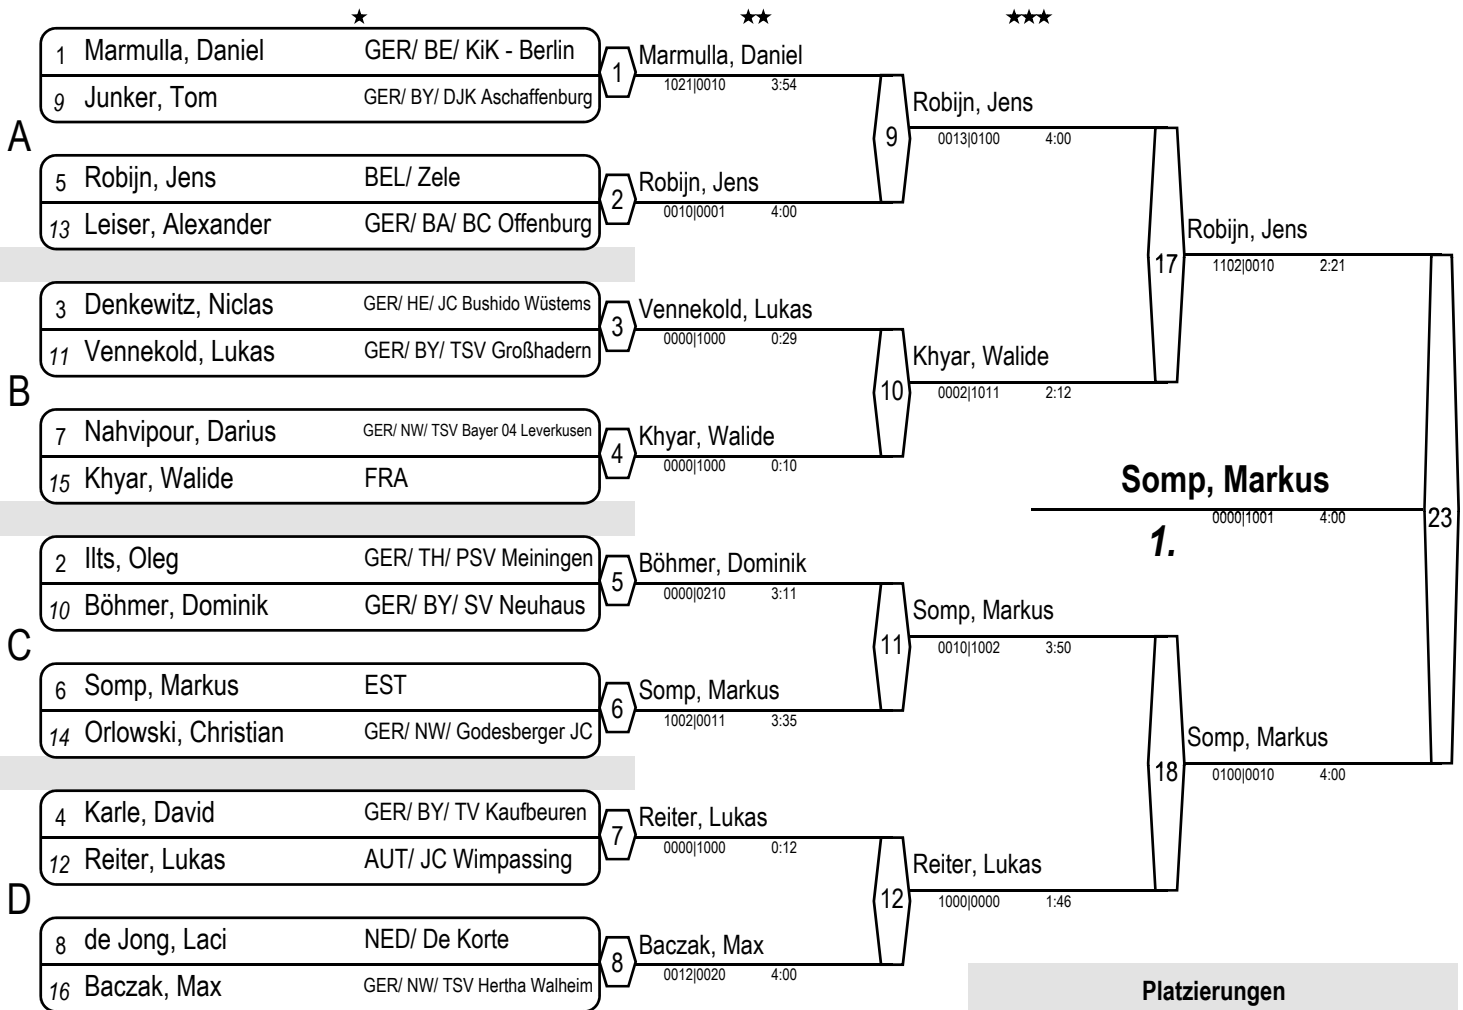 ★ ★★ ★★★
A
1 Marmulla, Daniel GER/ BE/ KiK - Berlin
9 Junker, Tom GER/ BY/ DJK Aschaffenburg
5 Robijn, Jens BEL/ Zele
13 Leiser, Alexander GER/ BA/ BC Offenburg
B
3 Denkewitz, Niclas GER/ HE/ JC Bushido Wüstems
11 Vennekold, Lukas GER/ BY/ TSV Großhadern
7 Nahvipour, Darius GER/ NW/ TSV Bayer 04 Leverkusen
15 Khyar, Walide FRA
C
2 Ilts, Oleg GER/ TH/ PSV Meiningen
10 Böhmer, Dominik GER/ BY/ SV Neuhaus
6 Somp, Markus EST
14 Orlowski, Christian GER/ NW/ Godesberger JC
D
4 Karle, David GER/ BY/ TV Kaufbeuren
12 Reiter, Lukas AUT/ JC Wimpassing
8 de Jong, Laci NED/ De Korte
16 Baczak, Max GER/ NW/ TSV Hertha Walheim
1 Marmulla, Daniel
1021|0010 3:54
2 Robijn, Jens
0010|0001 4:00
3 Vennekold, Lukas
0000|1000 0:29
4 Khyar, Walide
0000|1000 0:10
5 Böhmer, Dominik
0000|0210 3:11
6 Somp, Markus
1002|0011 3:35
7 Reiter, Lukas
0000|1000 0:12
8 Baczak, Max
0012|0020 4:00
9 Robijn, Jens
0013|0100 4:00
10 Khyar, Walide
0002|1011 2:12
11 Somp, Markus
0010|1002 3:50
12 Reiter, Lukas
1000|0000 1:46
17 Robijn, Jens
1102|0010 2:21
18 Somp, Markus
0100|0010 4:00
23 Somp, Markus
0000|1001 4:00
1.
Platzierungen